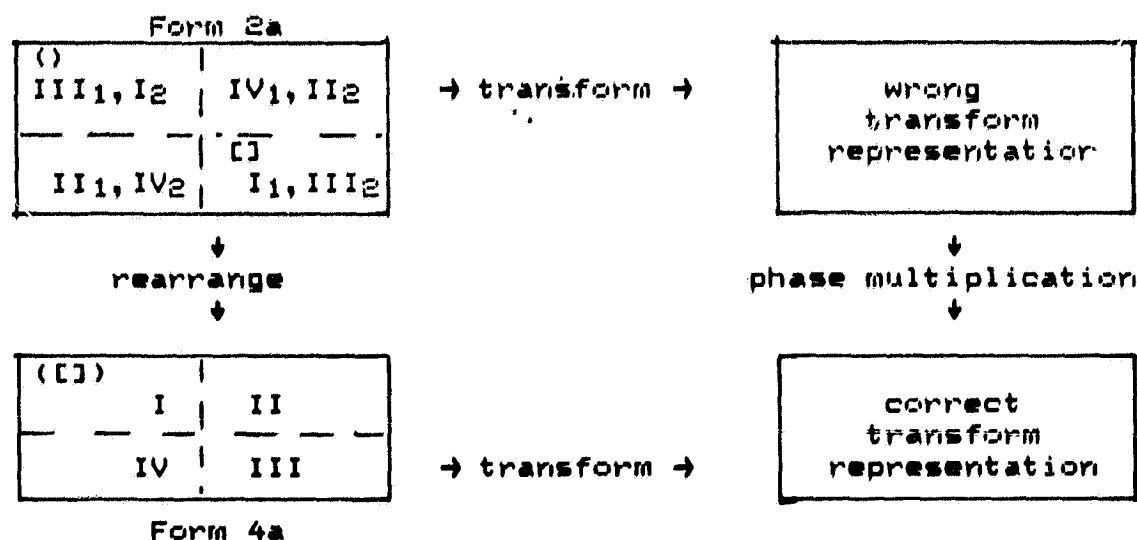 Form 2a
()
III1, I2 IV1, II2 → transform → wrong
transform
[]
representatior
II1, IV2 I1, III2
rearrange phase multiplication
([])
I II correct
transform
IV III → transform → representation
Form 4a